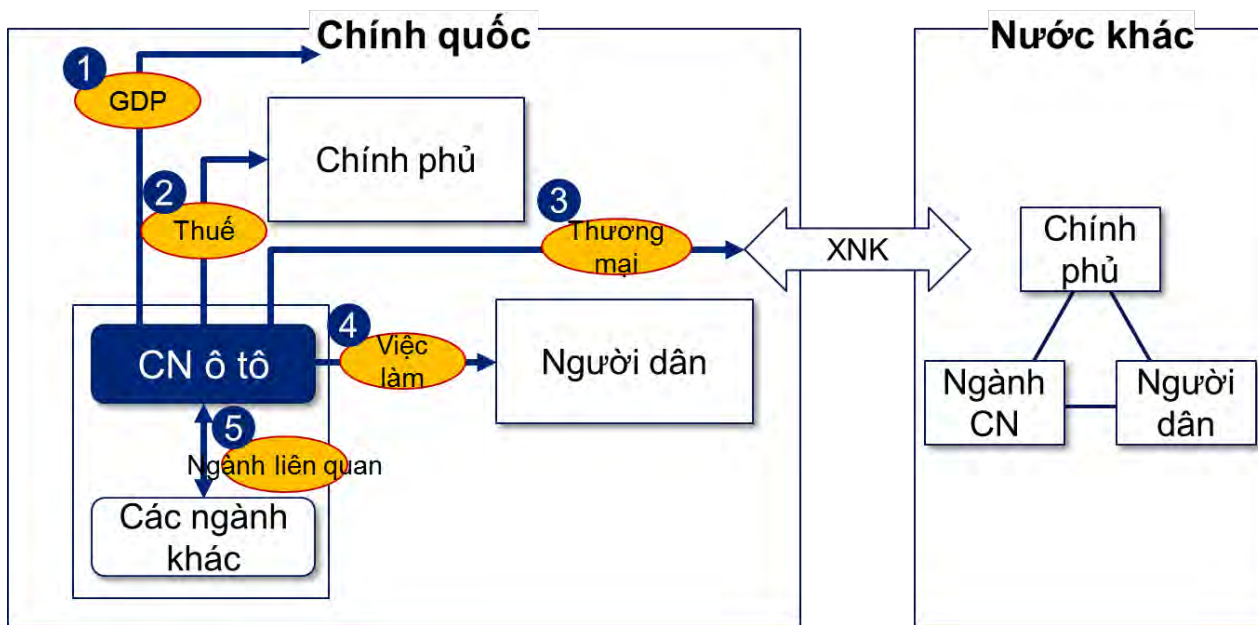 Chính quốc
Nước khác
1
GDP
Chính phủ
2
Thuế
3
Thương
mại
XNK
Chính
phủ
4
Việc
làm
CN ô tô
Người dân
Ngành
CN
Người
dân
5
Ngành liên quan
Các ngành
khác